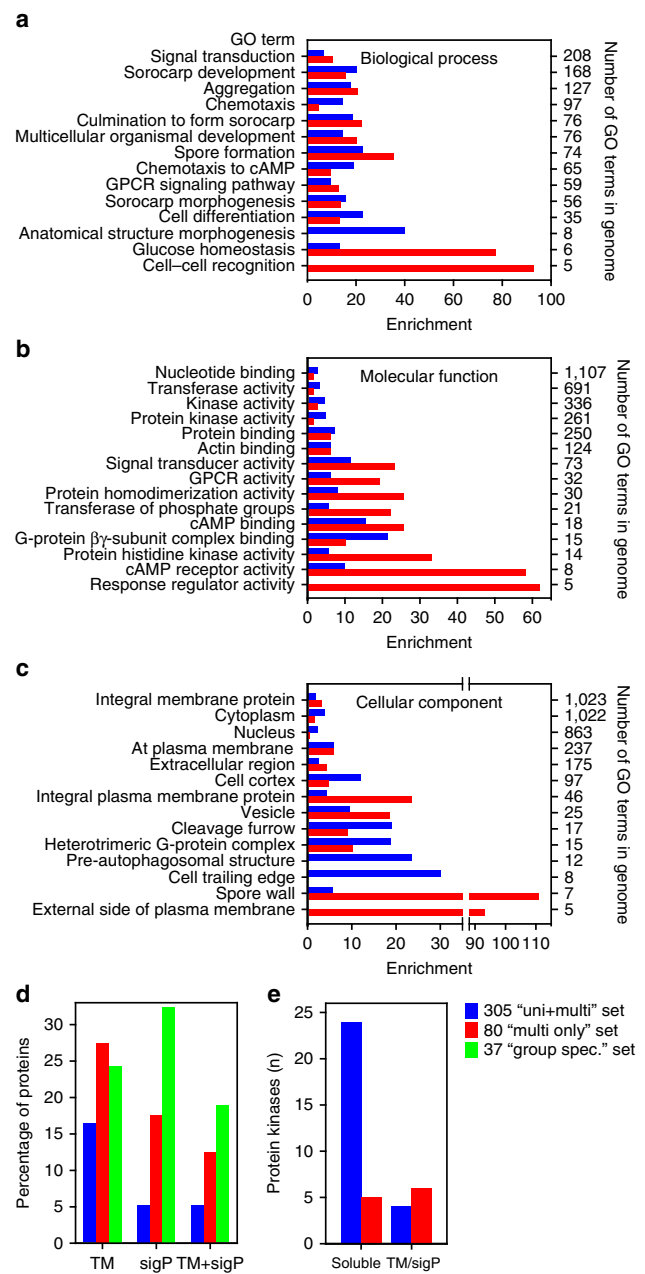 a
GO term
Biological process
Signal transduction 208
Sorocarp development 168
Aggregation 127
Chemotaxis 97
Culmination to form sorocarp 76
Multicellular organismal development 76
Spore formation 74
Chemotaxis to cAMP 65
GPCR signaling pathway 59
Sorocarp morphogenesis 56
Cell differentiation 35
Anatomical structure morphogenesis 8
Glucose homeostasis 6
Cell–cell recognition 5
Number of GO terms in genome
0 20 40 60 80 100
Enrichment
b
Molecular function
Nucleotide binding 1,107
Transferase activity 691
Kinase activity 336
Protein kinase activity 261
Protein binding 250
Actin binding 124
Signal transducer activity 73
GPCR activity 32
Protein homodimerization activity 30
Transferase of phosphate groups 21
cAMP binding 18
G-protein βγ-subunit complex binding 15
Protein histidine kinase activity 14
cAMP receptor activity 8
Response regulator activity 5
Number of GO terms in genome
0 10 20 30 40 50 60
Enrichment
c
Cellular component
Integral membrane protein 1,023
Cytoplasm 1,022
Nucleus 863
At plasma membrane 237
Extracellular region 175
Cell cortex 97
Integral plasma membrane protein 46
Vesicle 25
Cleavage furrow 17
Heterotrimeric G-protein complex 15
Pre-autophagosomal structure 12
Cell trailing edge 8
Spore wall 7
External side of plasma membrane 5
Number of GO terms in genome
0 10 20 30 90 100 110
Enrichment
d
Percentage of proteins
30
25
20
15
10
5
0
TM sigP TM+sigP
e
Protein kinases (n)
25
20
15
10
5
0
Soluble TM/sigP
305 “uni+multi” set
80 “multi only” set
37 “group spec.” set